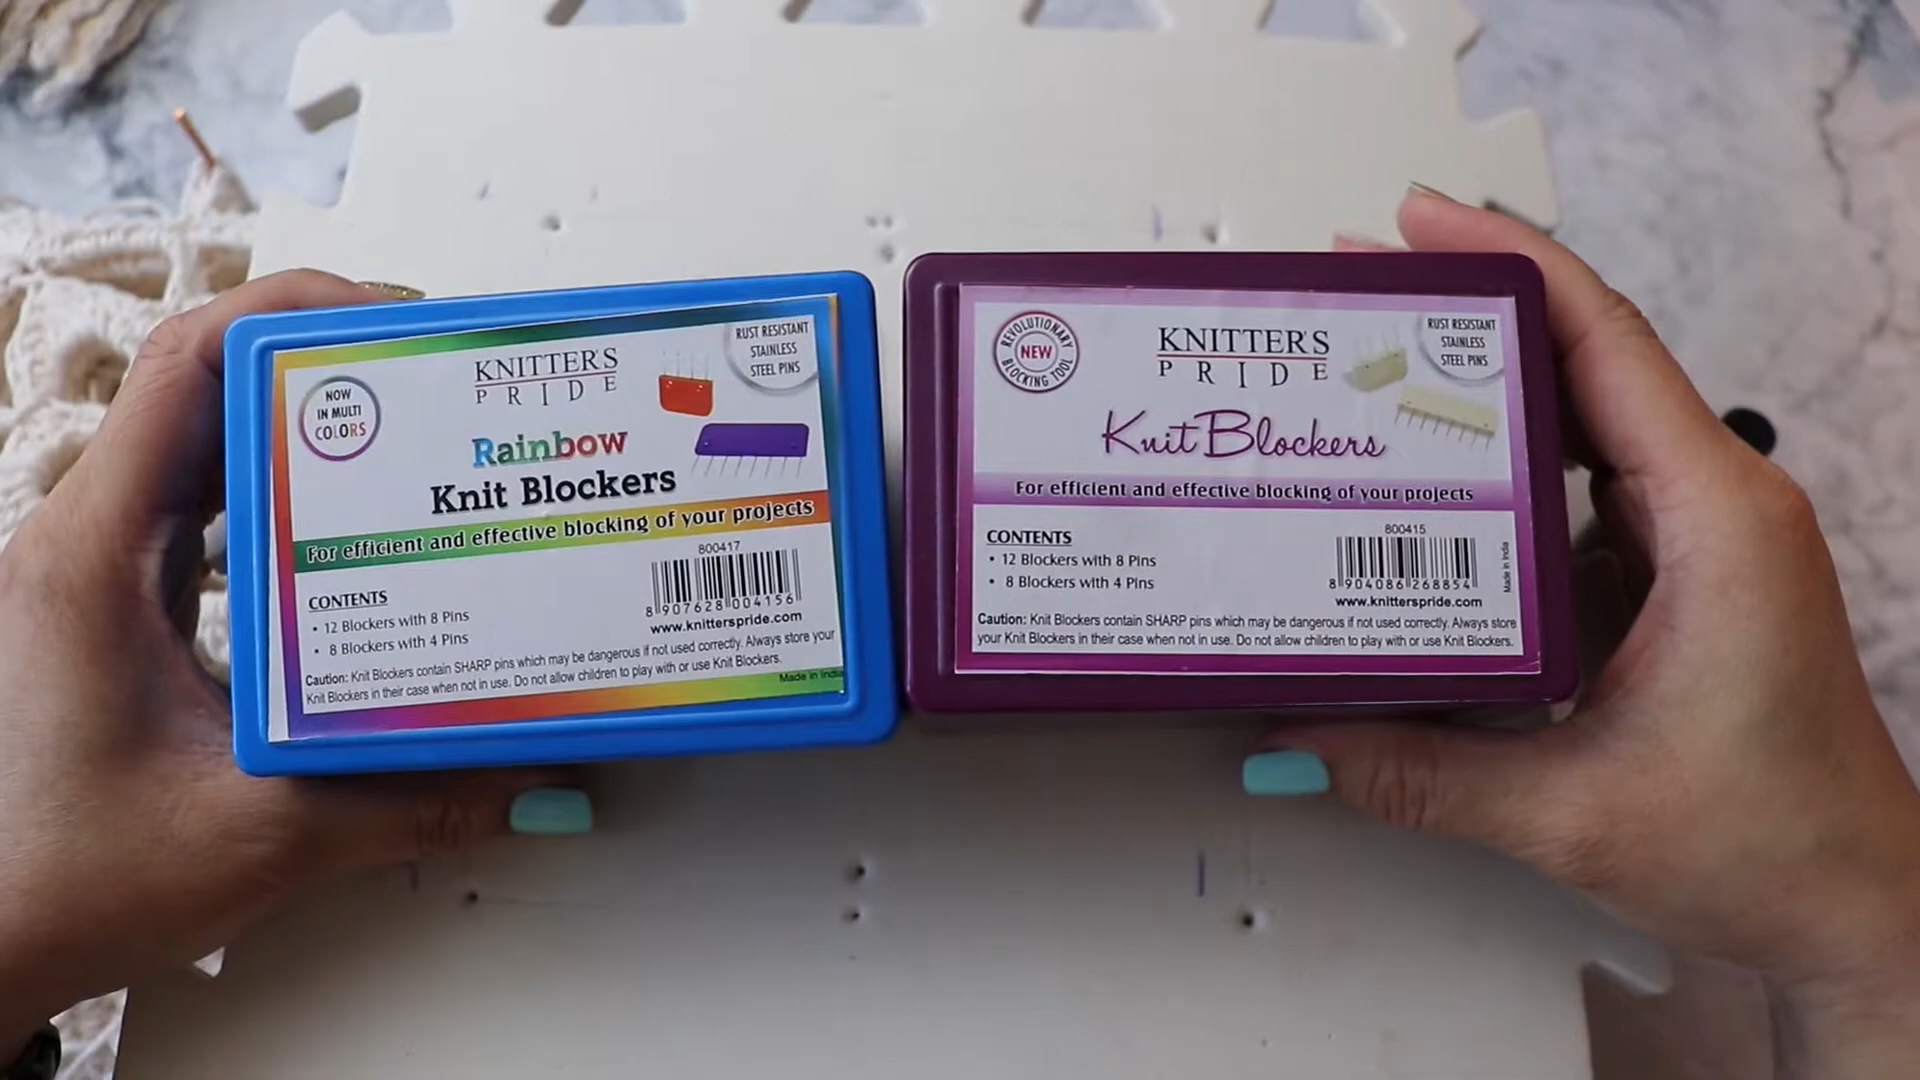 NOW
IN MULTI
COLORS
KNITTER'S
PRIDE
RUST RESISTANT
STAINLESS
STEEL PINS
Rainbow
Knit Blockers
For efficient and effective blocking of your projects
CONTENTS
• 12 Blockers with 8 Pins
• 8 Blockers with 4 Pins
800417
8 907628 004156
www.knitterspride.com
Caution: Knit Blockers contain SHARP pins which may be dangerous if not used correctly. Always store your
Knit Blockers in their case when not in use. Do not allow children to play with or use Knit Blockers.
Made in India
REVOLUTIONARY
NEW
BLOCKING TOOL
KNITTER'S
PRIDE
RUST RESISTANT
STAINLESS
STEEL PINS
Knit Blockers
For efficient and effective blocking of your projects
CONTENTS
• 12 Blockers with 8 Pins
• 8 Blockers with 4 Pins
800415
8 904086 268854
www.knitterspride.com
Made in India
Caution: Knit Blockers contain SHARP pins which may be dangerous if not used correctly. Always store
your Knit Blockers in their case when not in use. Do not allow children to play with or use Knit Blockers.